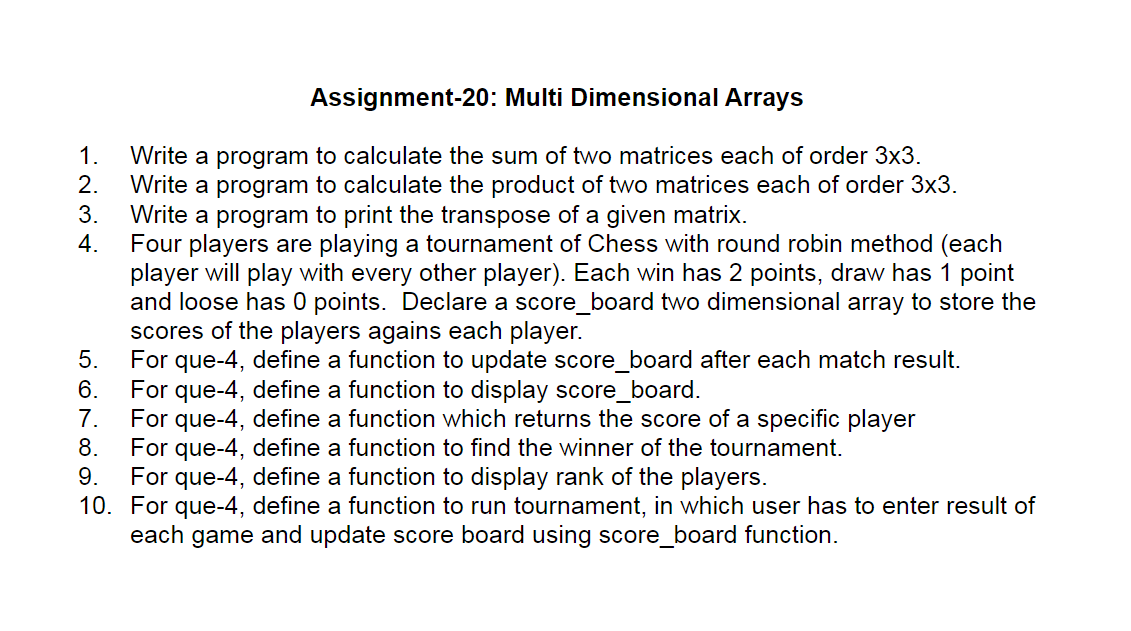 Assignment-20: Multi Dimensional Arrays
1. Write a program to calculate the sum of two matrices each of order 3x3.
2. Write a program to calculate the product of two matrices each of order 3x3.
3. Write a program to print the transpose of a given matrix.
4. Four players are playing a tournament of Chess with round robin method (each
player will play with every other player). Each win has 2 points, draw has 1 point
and loose has 0 points.  Declare a score_board two dimensional array to store the
scores of the players agains each player.
5. For que-4, define a function to update score_board after each match result.
6. For que-4, define a function to display score_board.
7. For que-4, define a function which returns the score of a specific player
8. For que-4, define a function to find the winner of the tournament.
9. For que-4, define a function to display rank of the players.
10. For que-4, define a function to run tournament, in which user has to enter result of
each game and update score board using score_board function.